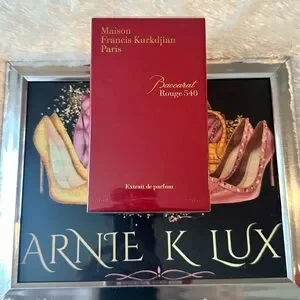 Maison
Francis Kurkdjian
Paris
Baccarat
Rouge 540
Extrait de parfum
ARNIE K LUX